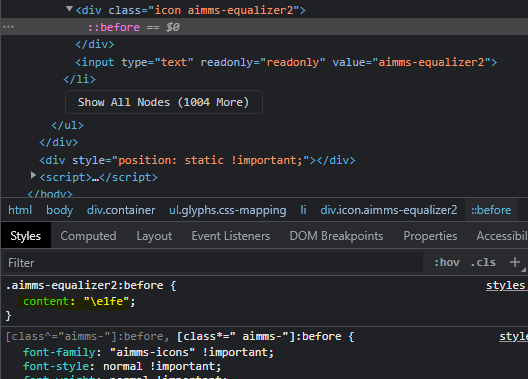 <div class="icon aimms-equalizer2">
··· ::before == $0
</div>
<input type="text" readonly="readonly" value="aimms-equalizer2">
</li>
Show All Nodes (1004 More)
</ul>
</div>
<div style="position: static !important;"></div>
<script>…</script>
</body>
html body div.container ul.glyphs.css-mapping li div.icon.aimms-equalizer2 ::before
Styles Computed Layout Event Listeners DOM Breakpoints Properties Accessibil
Filter :hov .cls +
.aimms-equalizer2:before { styles.
content: "\e1fe";
}
[class^="aimms-"]:before, [class*=" aimms-"]:before { style
font-family: "aimms-icons" !important;
font-style: normal !important;
font-weight: normal !important;